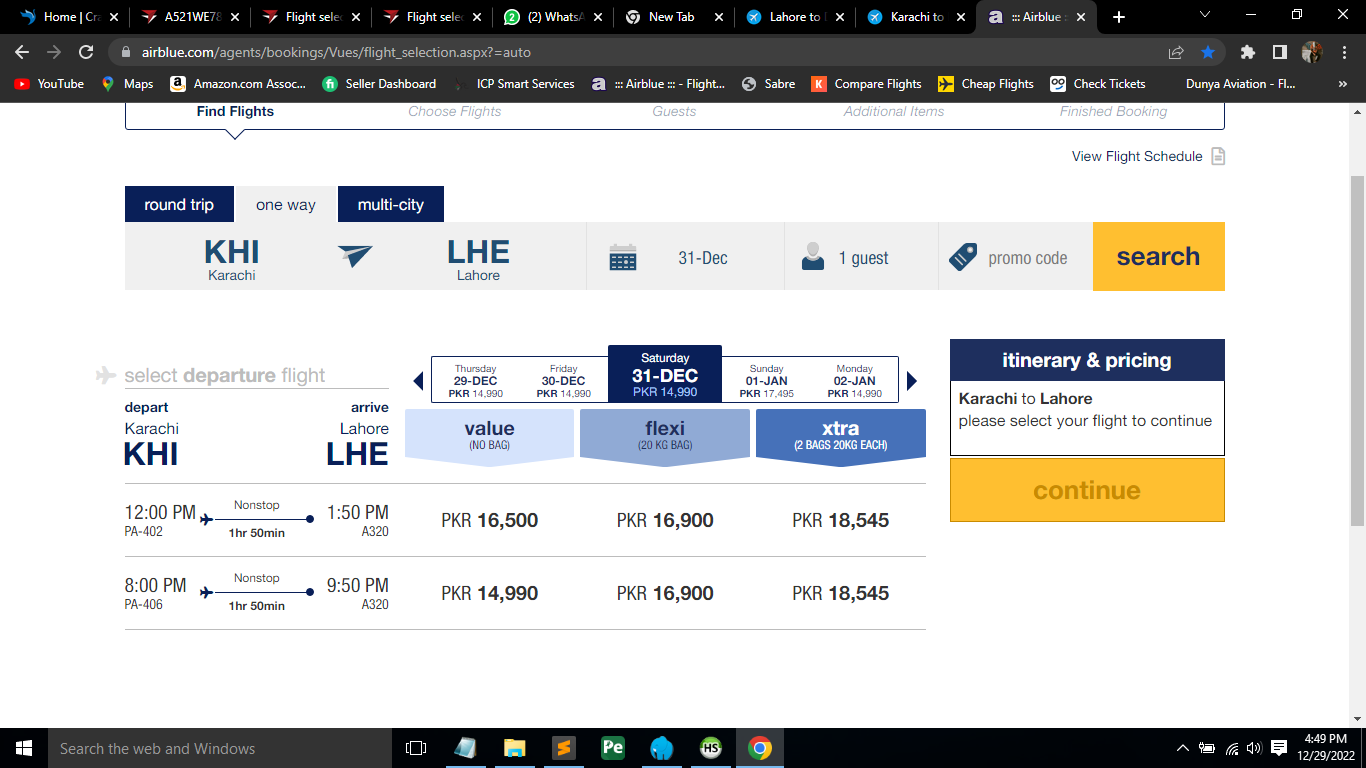 Home | Cra
A521WE78
Flight selec
Flight selec
(2) WhatsA
New Tab
Lahore to
Karachi to
::: Airblue ::
airblue.com/agents/bookings/Vues/flight_selection.aspx?=auto
YouTube
Maps
Amazon.com Assoc...
Seller Dashboard
ICP Smart Services
::: Airblue ::: - Flight...
Sabre
Compare Flights
Cheap Flights
Check Tickets
Dunya Aviation - Fl...
»
Find Flights
Choose Flights
Guests
Additional Items
Finished Booking
View Flight Schedule
round trip
one way
multi-city
KHI
Karachi
LHE
Lahore
31-Dec
1 guest
promo code
search
select departure flight
Thursday
29-DEC
PKR 14,990
Friday
30-DEC
PKR 14,990
Saturday
31-DEC
PKR 14,990
Sunday
01-JAN
PKR 17,495
Monday
02-JAN
PKR 14,990
itinerary & pricing
Karachi to Lahore
please select your flight to continue
continue
depart
Karachi
KHI
arrive
Lahore
LHE
value
(NO BAG)
flexi
(20 KG BAG)
xtra
(2 BAGS 20KG EACH)
12:00 PM
PA-402
Nonstop
1hr 50min
1:50 PM
A320
PKR 16,500
PKR 16,900
PKR 18,545
8:00 PM
PA-406
Nonstop
1hr 50min
9:50 PM
A320
PKR 14,990
PKR 16,900
PKR 18,545
Search the web and Windows
Pe
HS
4:49 PM
12/29/2022